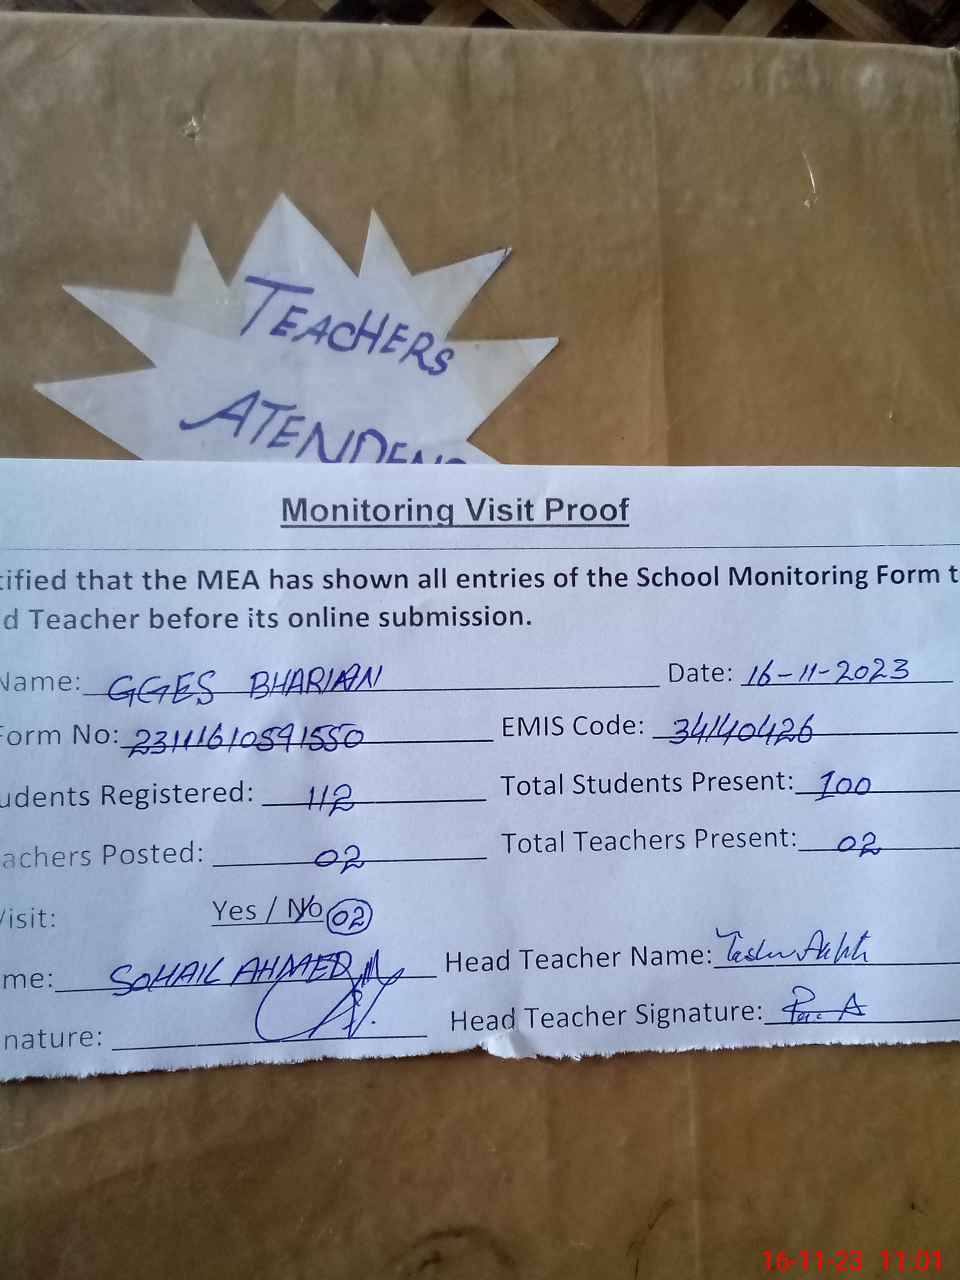 TEACHERS
ATENDENC
Monitoring Visit Proof
tified that the MEA has shown all entries of the School Monitoring Form t
d Teacher before its online submission.
Name: GGES BHARIAN Date: 16-11-2023
Form No: 23111610591550 EMIS Code: 34140426
udents Registered: 112 Total Students Present: 100
achers Posted: 02 Total Teachers Present: 02
Visit: Yes / No 02
me: SOHAIL AHMED Head Teacher Name:
nature: Head Teacher Signature:
16-11-23 11:01